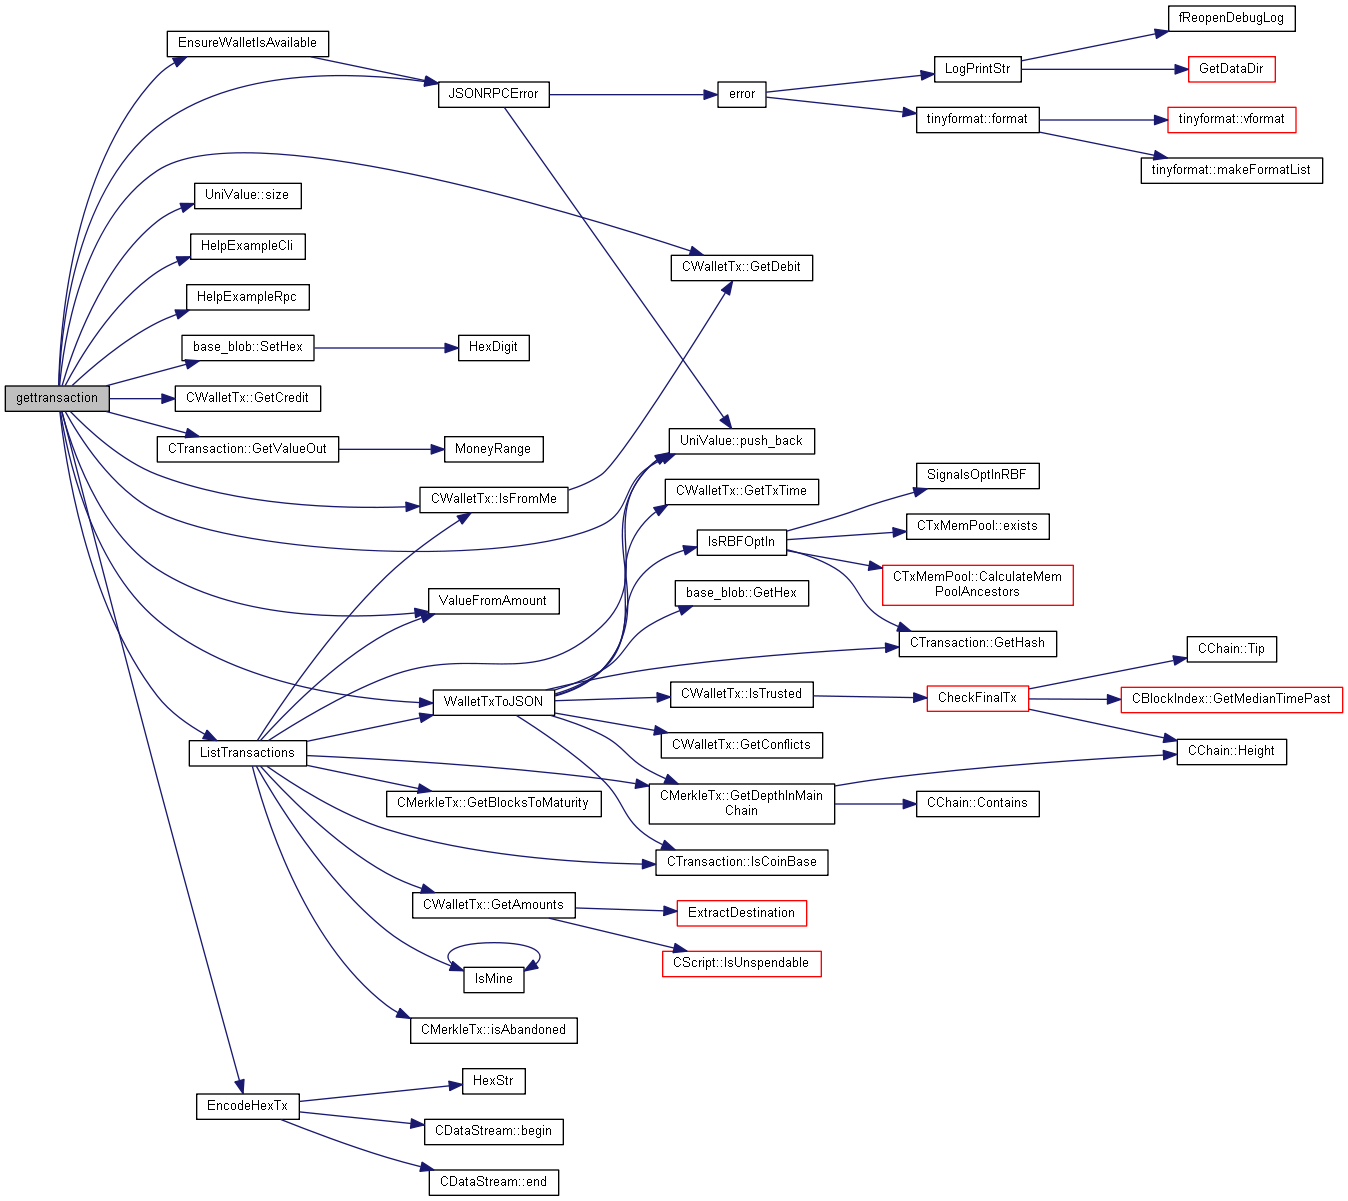 fReopenDebugLog
EnsureWalletIsAvailable
LogPrintStr
GetDataDir
JSONRPCError
error
tinyformat::format
tinyformat::vformat
tinyformat::makeFormatList
UniValue::size
HelpExampleCli
CWalletTx::GetDebit
HelpExampleRpc
base_blob::SetHex
HexDigit
gettransaction
CWalletTx::GetCredit
CTransaction::GetValueOut
MoneyRange
UniValue::push_back
SignalsOptInRBF
CWalletTx::IsFromMe
CWalletTx::GetTxTime
CTxMemPool::exists
IsRBFOptIn
CTxMemPool::CalculateMem
PoolAncestors
ValueFromAmount
base_blob::GetHex
CTransaction::GetHash
CChain::Tip
WalletTxToJSON
CWalletTx::IsTrusted
CheckFinalTx
CBlockIndex::GetMedianTimePast
ListTransactions
CWalletTx::GetConflicts
CChain::Height
CMerkleTx::GetBlocksToMaturity
CMerkleTx::GetDepthInMain
Chain
CChain::Contains
CTransaction::IsCoinBase
CWalletTx::GetAmounts
ExtractDestination
CScript::IsUnspendable
IsMine
CMerkleTx::isAbandoned
HexStr
EncodeHexTx
CDataStream::begin
CDataStream::end